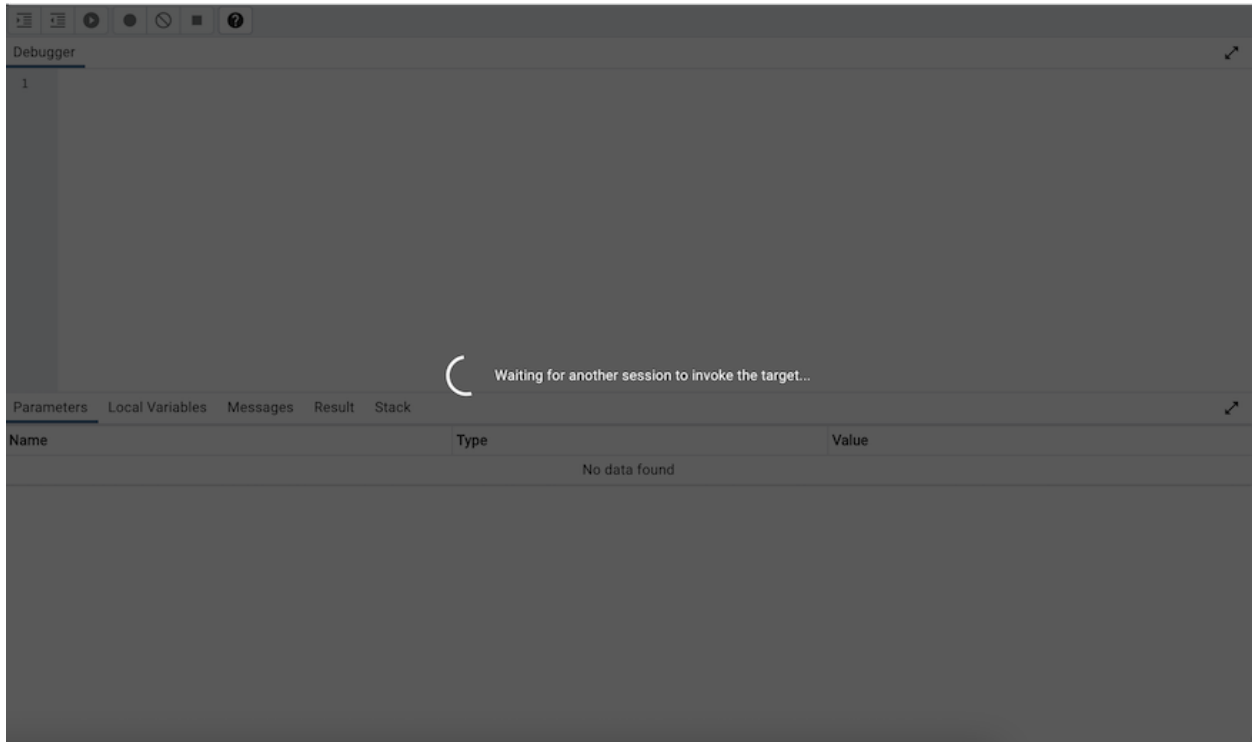 Debugger
1
Waiting for another session to invoke the target...
Parameters Local Variables Messages Result Stack
Name Type Value
No data found